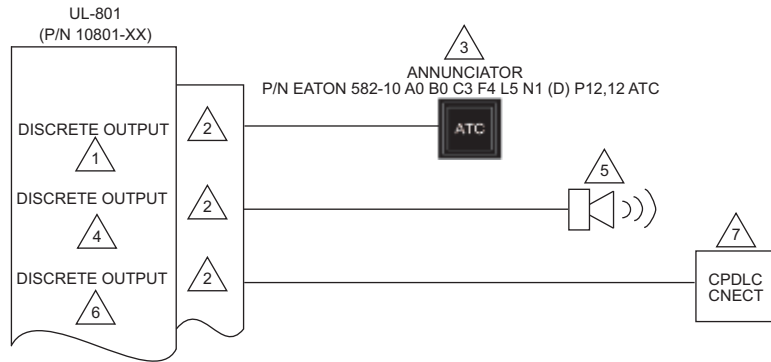 UL-801
(P/N 10801-XX)
3
ANNUNCIATOR
P/N EATON 582-10 A0 B0 C3 F4 L5 N1 (D) P12,12 ATC
DISCRETE OUTPUT
1
2
ATC
DISCRETE OUTPUT
4
2
5
DISCRETE OUTPUT
6
2
7
CPDLC
CNECT